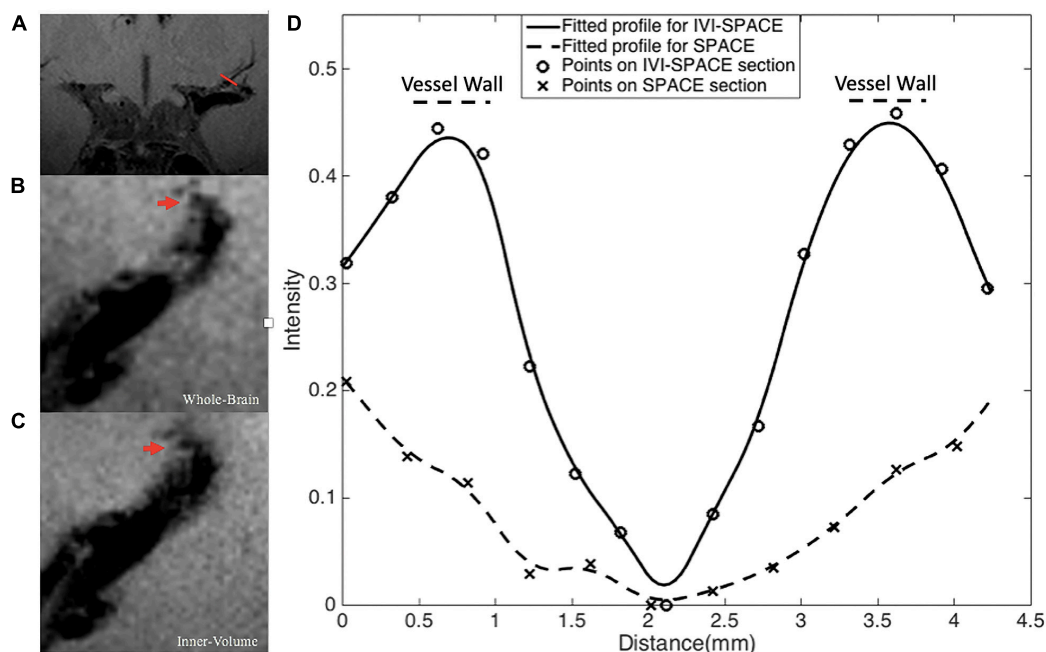 A
B
Whole-Brain
C
Inner-Volume
D
Fitted profile for IVI-SPACE
Fitted profile for SPACE
Points on IVI-SPACE section
Points on SPACE section
Vessel Wall
Vessel Wall
Intensity
0.5
0.4
0.3
0.2
0.1
0
0 0.5 1 1.5 2 2.5 3 3.5 4 4.5
Distance(mm)